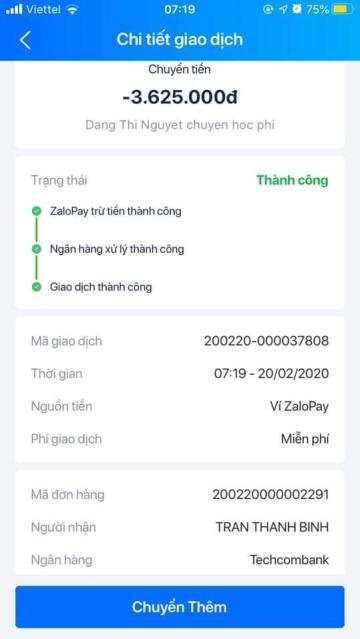 Viettel 07:19 75%
Chi tiết giao dịch
Chuyển tiền
-3.625.000đ
Dang Thi Nguyet chuyen hoc phi
Trạng thái Thành công
ZaloPay trừ tiền thành công
Ngân hàng xử lý thành công
Giao dịch thành công
Mã giao dịch 200220-000037808
Thời gian 07:19 - 20/02/2020
Nguồn tiền Ví ZaloPay
Phí giao dịch Miễn phí
Mã đơn hàng 200220000002291
Người nhận TRAN THANH BINH
Ngân hàng Techcombank
Chuyển Thêm